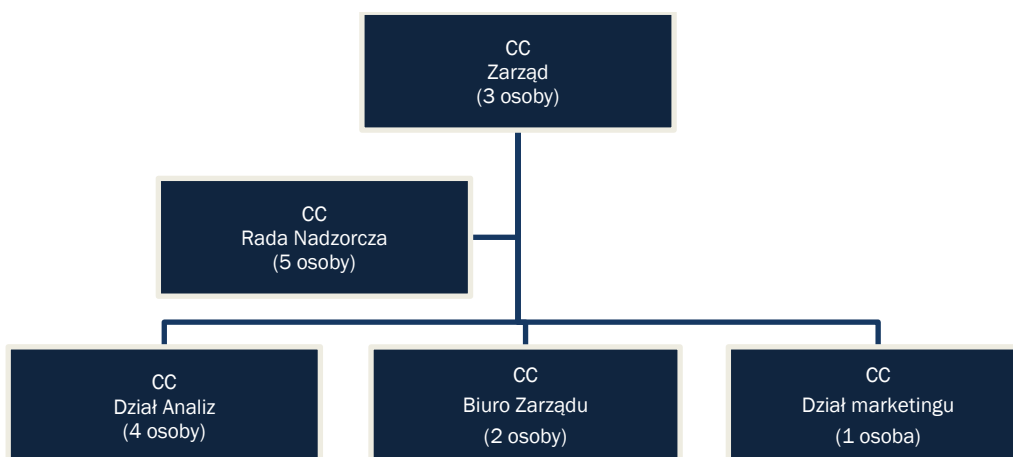 CC
Zarząd
(3 osoby)
CC
Rada Nadzorcza
(5 osoby)
CC
Dział Analiz
(4 osoby)
CC
Biuro Zarządu
(2 osoby)
CC
Dział marketingu
(1 osoba)